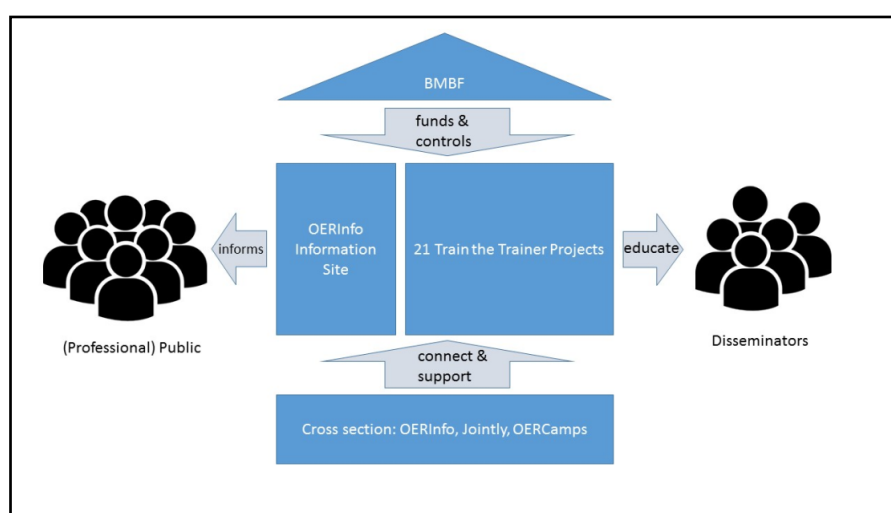 BMBF
funds &
controls
OERInfo
Information
Site
21 Train the Trainer Projects
informs
educate
(Professional) Public
Disseminators
connect &
support
Cross section: OERInfo, Jointly, OERCamps